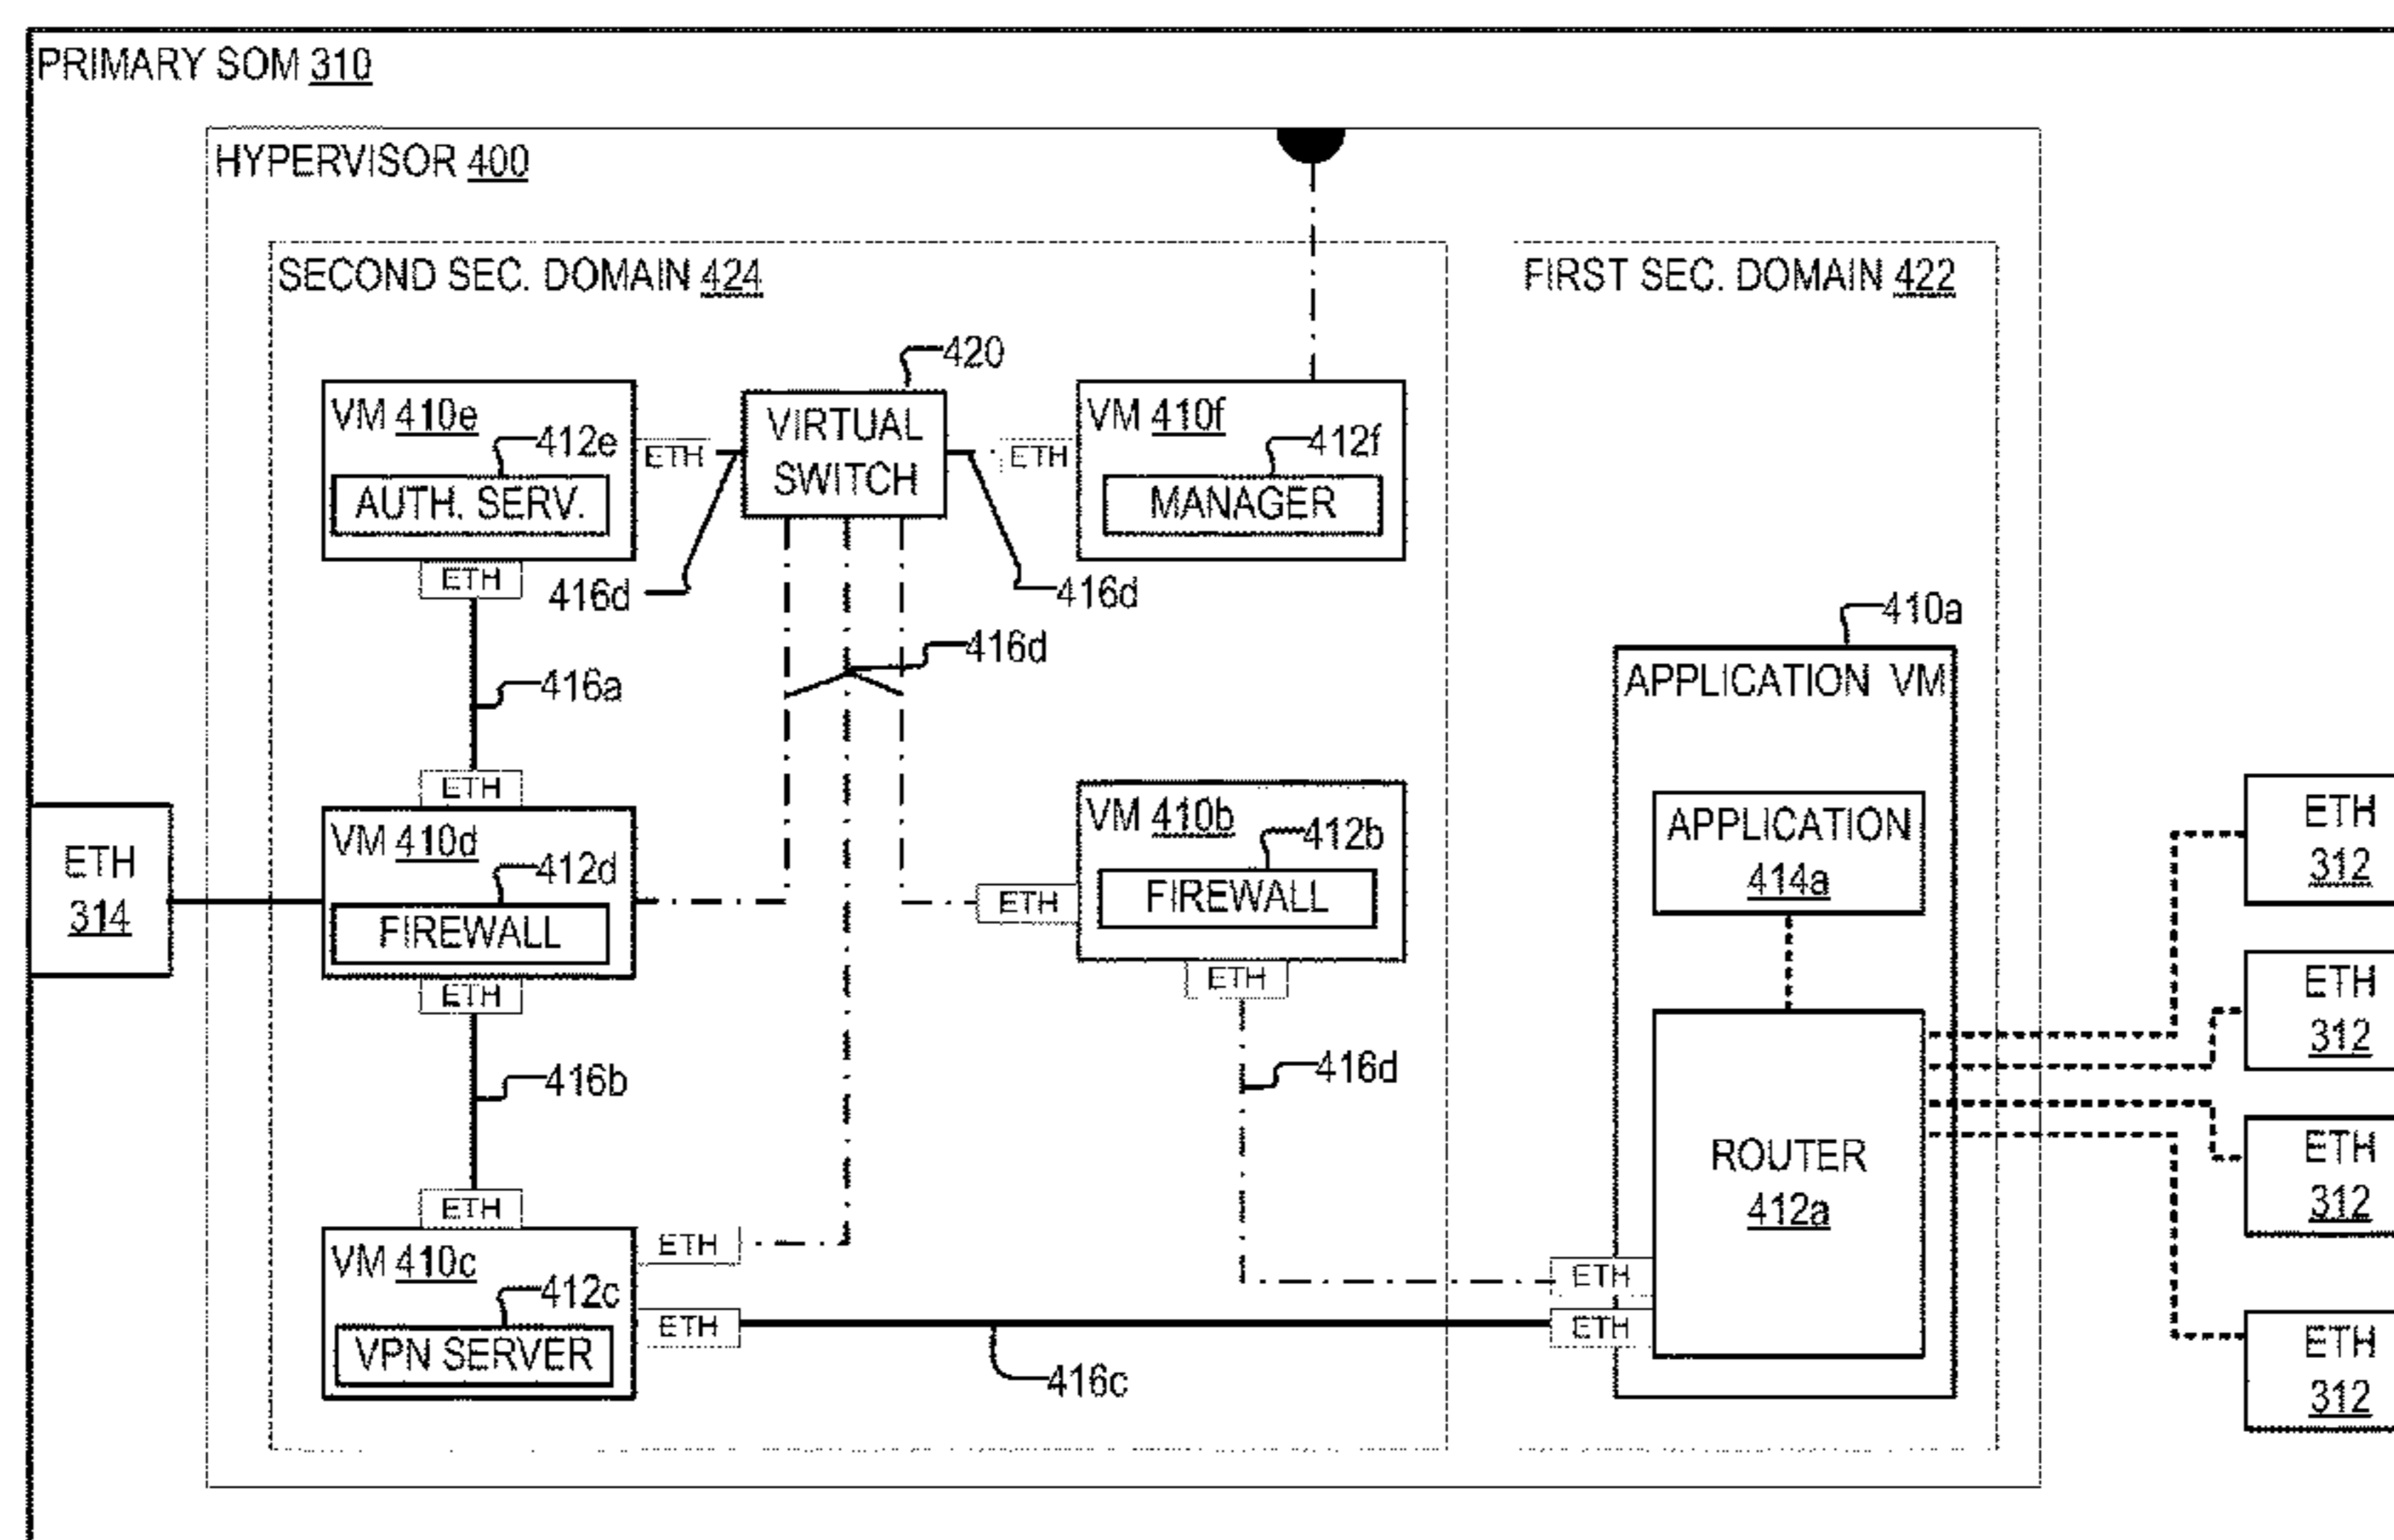 PRIMARY SOM 310
HYPERVISOR 400
SECOND SEC. DOMAIN 424
FIRST SEC. DOMAIN 422
420
VM 410e
412e
AUTH. SERV.
ETH
ETH
VIRTUAL
SWITCH
ETH
VM 410f
412f
MANAGER
416d
416d
416d
416a
410a
APPLICATION VM
APPLICATION
414a
ETH
314
ETH
VM 410d
412d
FIREWALL
ETH
ETH
VM 410b
412b
FIREWALL
ETH
416b
416d
ROUTER
412a
ETH
312
ETH
312
ETH
312
ETH
312
ETH
VM 410c
412c
VPN SERVER
ETH
ETH
416c
ETH
ETH